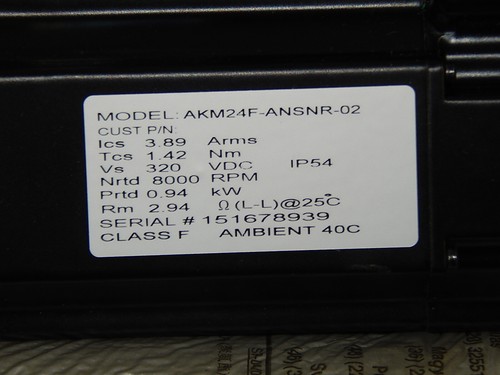 MODEL: AKM24F-ANSNR-02
CUST P/N:
Ics 3.89 Arms
Tcs 1.42 Nm
Vs 320 VDC IP54
Nrtd 8000 RPM
Prtd 0.94 kW
Rm 2.94 Ω(L-L)@25°C
SERIAL # 151678939
CLASS F AMBIENT 40C